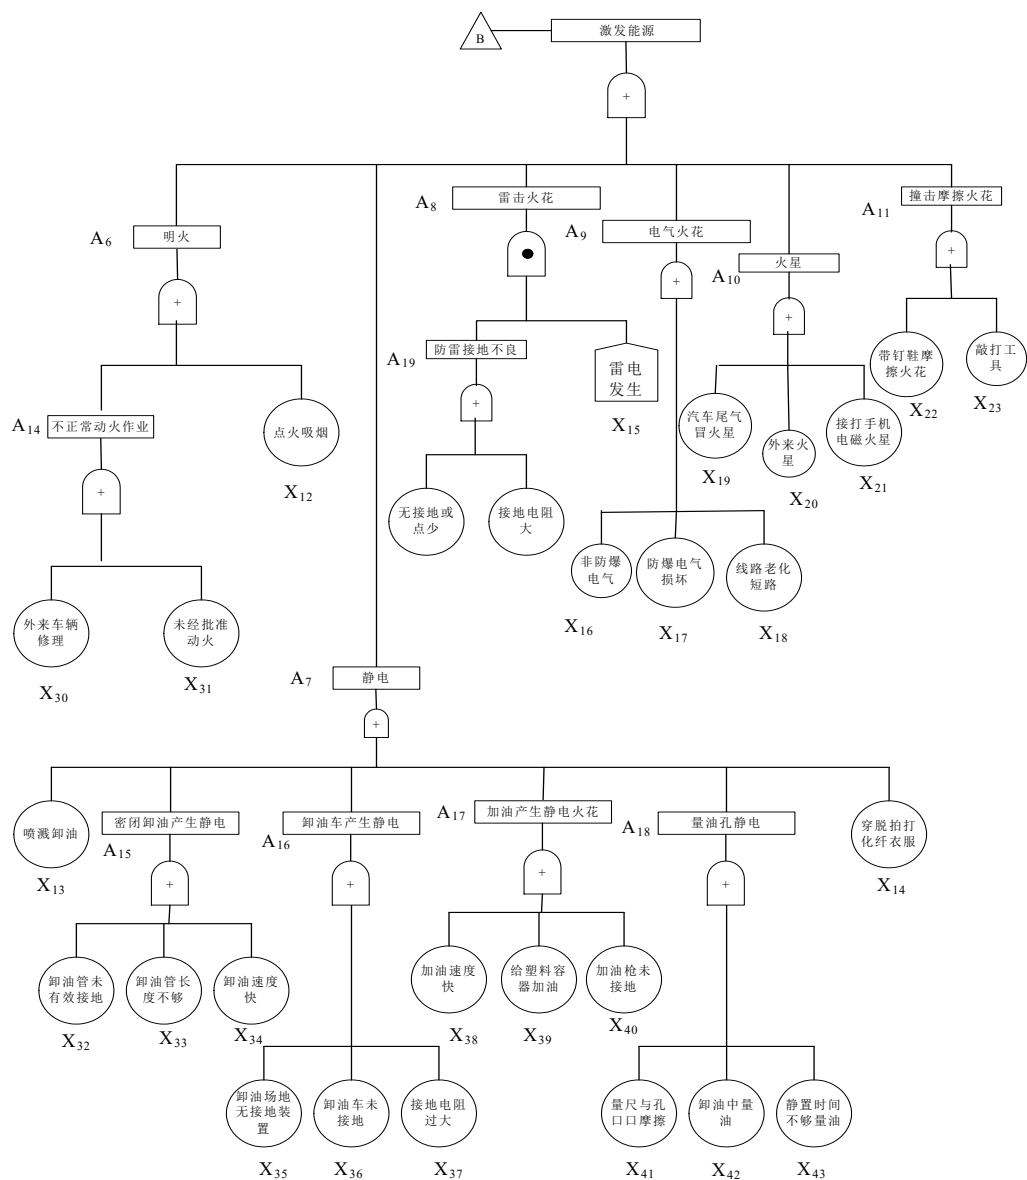 B
激发能源
+
A8
雷击火花
A11
撞击摩擦火花
A6
明火
A9
电气火花
+
A10
火星
+
+
+
+
A19
防雷接地不良
雷电
发生
X15
带钉鞋摩
擦火花
X22
敲打工
具
X23
A14
不正常动火作业
点火吸烟
X12
+
汽车尾气
冒火星
X19
外来火
星
X20
接打手机
电磁火星
X21
+
无接地或
点少
接地电阻
大
非防爆
电气
X16
防爆电气
损坏
X17
线路老化
短路
X18
外来车辆
修理
X30
未经批准
动火
X31
A7
静电
+
喷溅卸油
X13
密闭卸油产生静电
A15
卸油车产生静电
A16
A17
加油产生静电火花
A18
量油孔静电
穿脱拍打
化纤衣服
X14
+
+
+
+
卸油管未
有效接地
X32
卸油管长
度不够
X33
卸油速度
快
X34
加油速度
快
X38
给塑料容
器加油
X39
加油枪未
接地
X40
卸油场地
无接地装
置
X35
卸油车未
接地
X36
接地电阻
过大
X37
量尺与孔
口口摩擦
X41
卸油中量
油
X42
静置时间
不够量油
X43